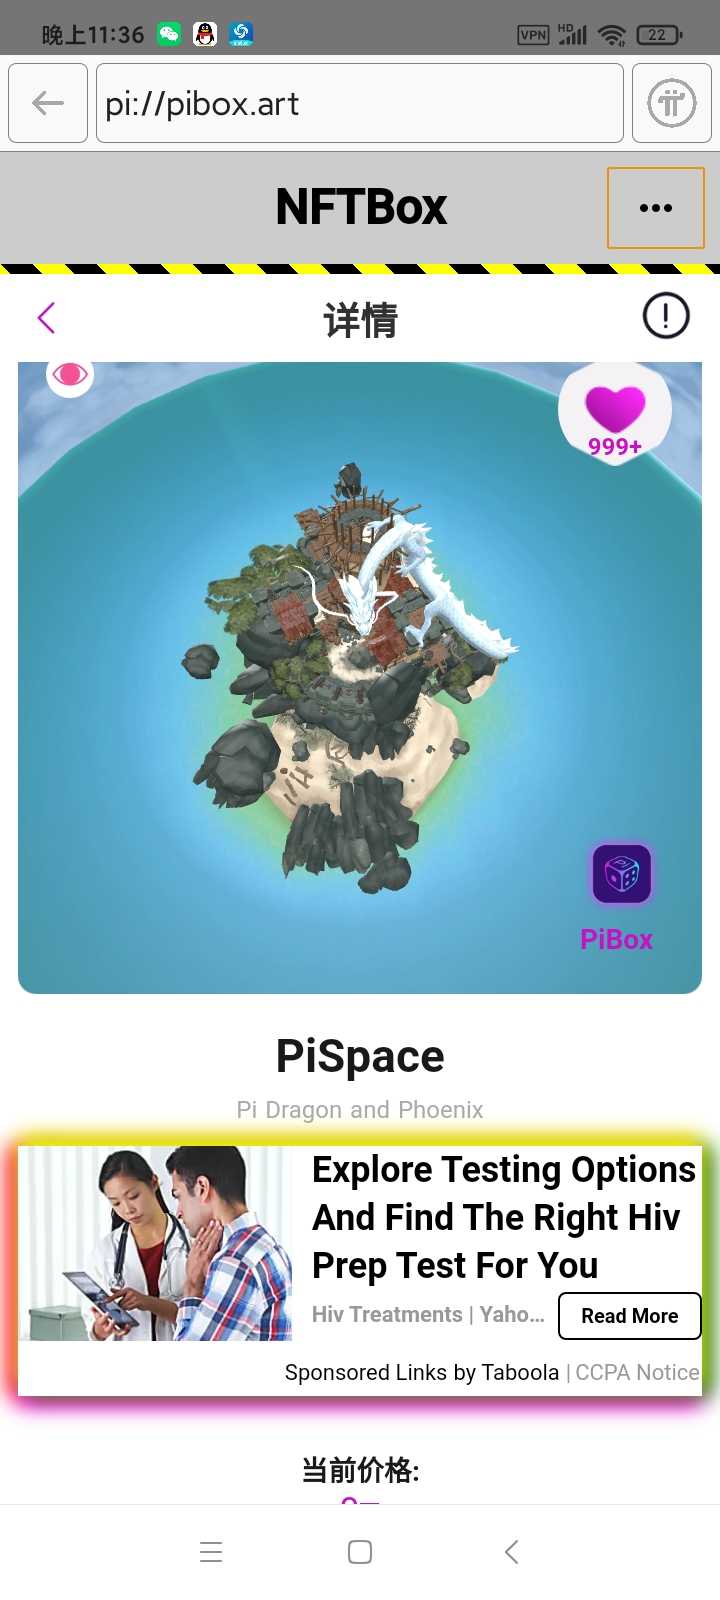 晚上11:36
VPN
HD
22
pi://pibox.art
NFTBox
详情
999+
PiBox
PiSpace
Pi Dragon and Phoenix
Explore Testing Options
And Find The Right Hiv
Prep Test For You
Hiv Treatments | Yaho...
Read More
Sponsored Links by Taboola | CCPA Notice
当前价格: